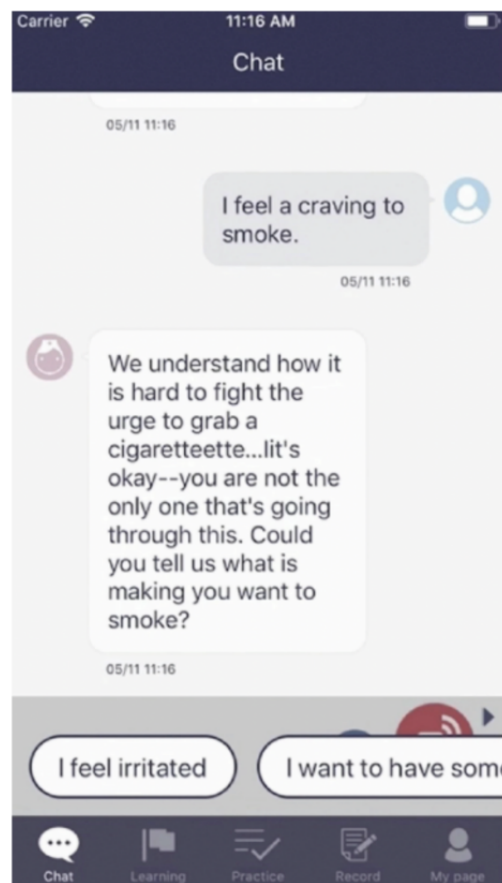 Carrier 11:16 AM
Chat
05/11 11:16
I feel a craving to
smoke.
05/11 11:16
We understand how it
is hard to fight the
urge to grab a
cigaretteette...lit's
okay--you are not the
only one that's going
through this. Could
you tell us what is
making you want to
smoke?
05/11 11:16
I feel irritated I want to have som
Chat Learning Practice Record My page